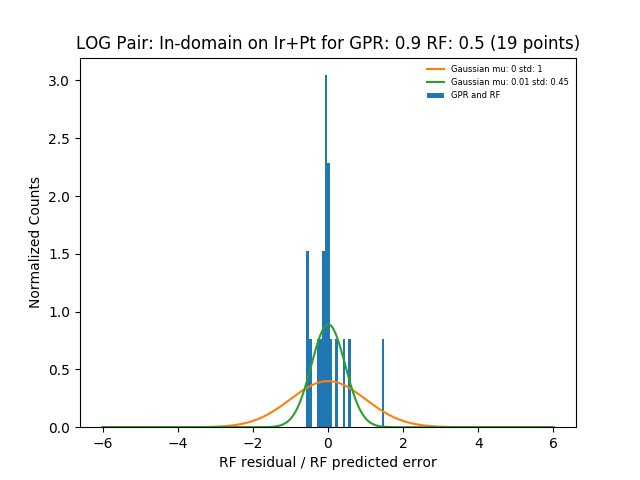 LOG Pair: In-domain on Ir+Pt for GPR: 0.9 RF: 0.5 (19 points)
Gaussian mu: 0 std: 1
Gaussian mu: 0.01 std: 0.45
GPR and RF
Normalized Counts
3.0
2.5
2.0
1.5
1.0
0.5
0.0
−6 −4 −2 0 2 4 6
RF residual / RF predicted error